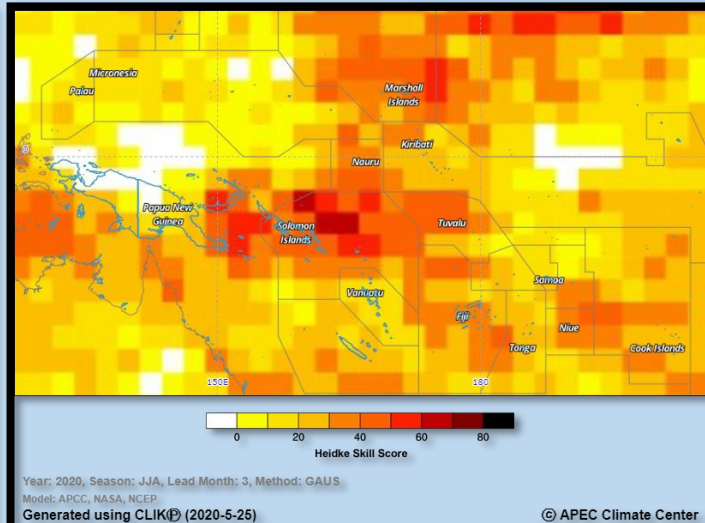 Micronesia
Palau
Marshall
Islands
Kiribati
Nauru
Papua New
Guinea
Solomon
Islands
Tuvalu
Samoa
Vanuatu
Fiji
Niue
Tonga
Cook Islands
150E
180
0 20 40 60 80
Heidke Skill Score
Year: 2020, Season: JJA, Lead Month: 3, Method: GAUS
Model: APCC, NASA, NCEP
Generated using CLIKⓅ (2020-5-25)
© APEC Climate Center